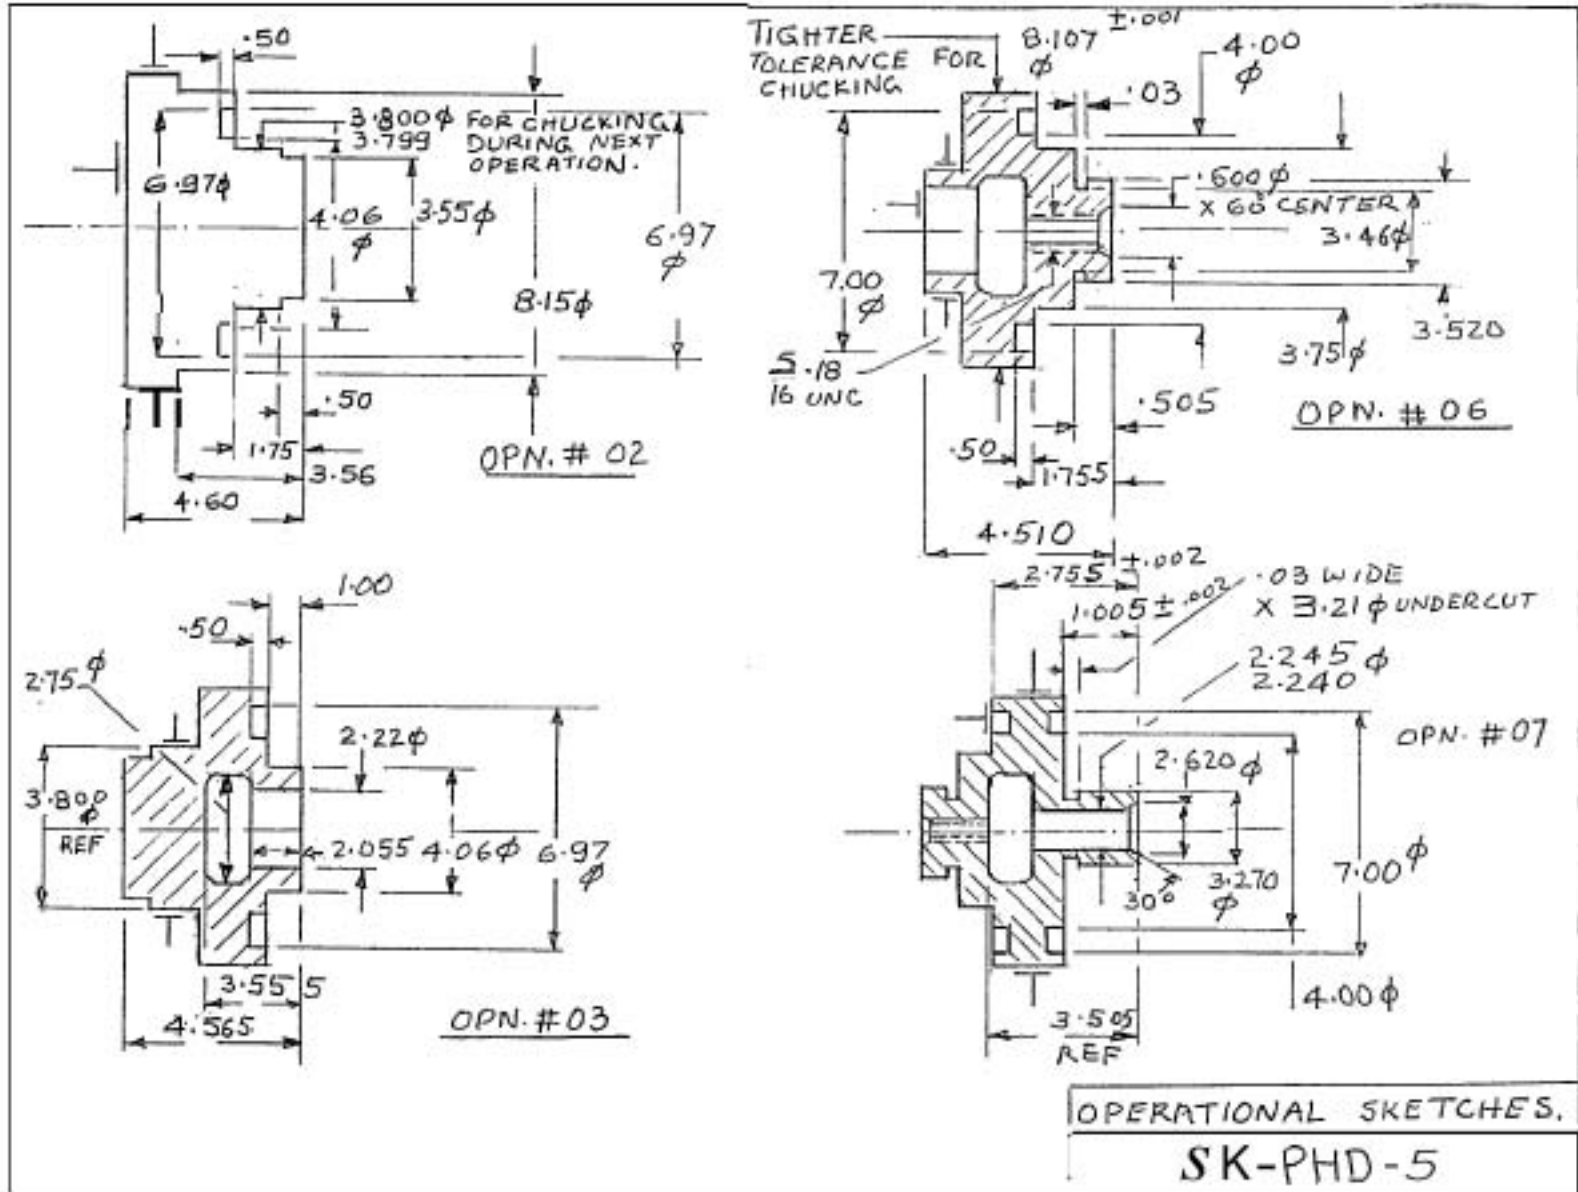 .50
3.800ϕ FOR CHUCKING
3.799 DURING NEXT
OPERATION.
6.97ϕ
4.06
ϕ
3.55ϕ
6.97
ϕ
8.15ϕ
.50
1.75
3.56
4.60
OPN. # 02
TIGHTER
TOLERANCE FOR
CHUCKING
8.107 ±.001
ϕ
4.00
ϕ
.03
.600ϕ
X 60° CENTER
3.46ϕ
7.00
ϕ
3.520
3.75ϕ
5 .18
16 UNC
.505
OPN. # 06
.50
1.755
4.510
1.00
.50
2.75ϕ
2.22ϕ
3.800
ϕ
REF
2.055
4.06ϕ
6.97
ϕ
3.555
4.565
OPN. # 03
2.755 ±.002
1.005 ±.002
.03 WIDE
X 3.21 ϕ UNDERCUT
2.245 ϕ
2.240
OPN. #07
2.620 ϕ
7.00 ϕ
30°
3.270
ϕ
4.00 ϕ
3.505
REF
OPERATIONAL SKETCHES.
SK-PHD-5